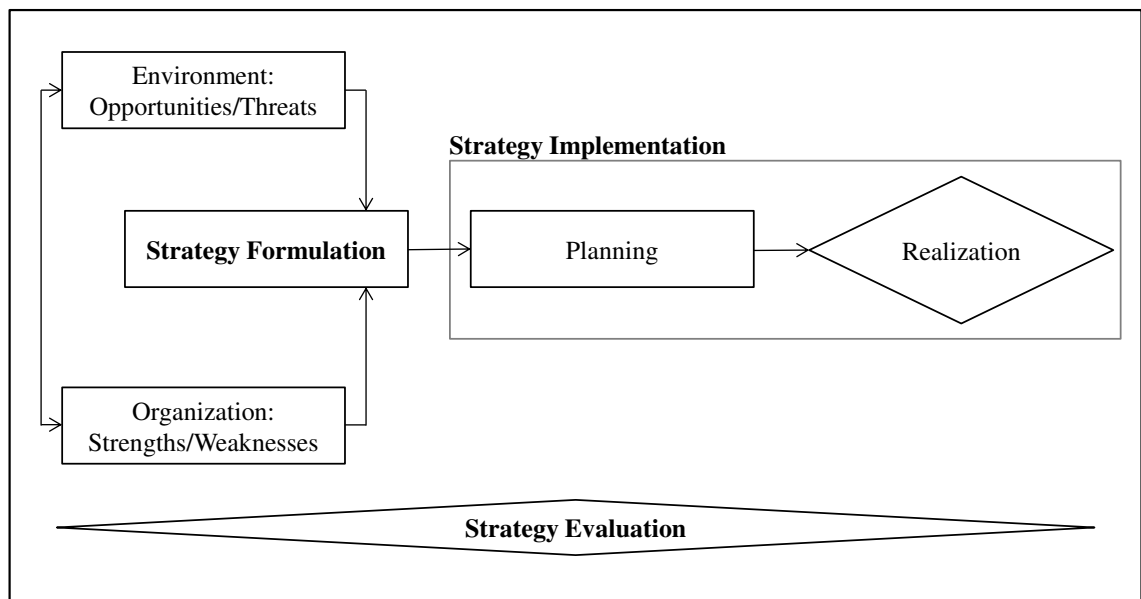 Environment:
Opportunities/Threats
Strategy Implementation
Strategy Formulation
Planning
Realization
Organization:
Strengths/Weaknesses
Strategy Evaluation